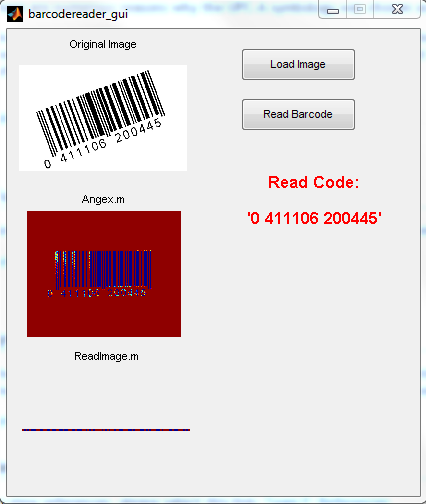 barcodereader_gui
Original Image
0 411106 200445
Angex.m
ReadImage.m
Load Image
Read Barcode
Read Code:
'0 411106 200445'